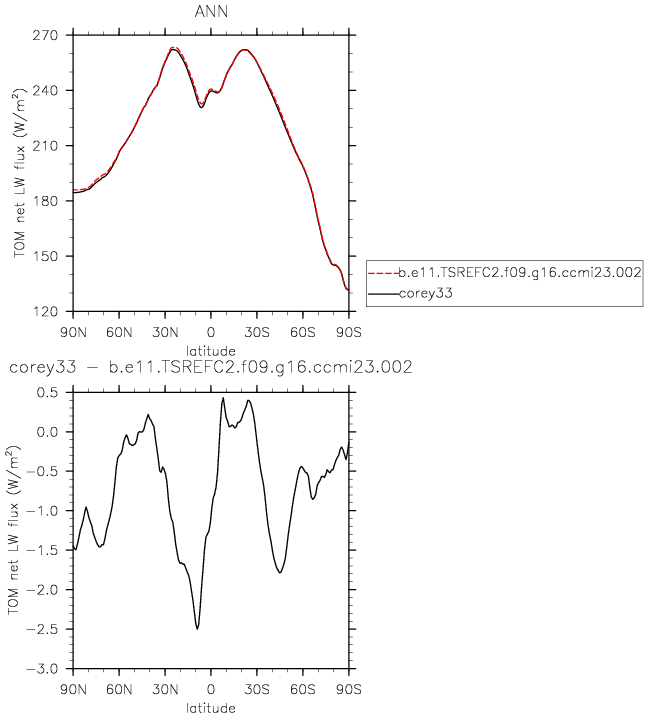 ANN
270
240
210
180
150
120
TOM net LW flux (W/m²)
90N 60N 30N 0 30S 60S 90S
latitude
b.e11.TSREFC2.f09.g16.ccmi23.002
corey33
corey33 − b.e11.TSREFC2.f09.g16.ccmi23.002
0.5
0.0
−0.5
−1.0
−1.5
−2.0
−2.5
−3.0
TOM net LW flux (W/m²)
90N 60N 30N 0 30S 60S 90S
latitude